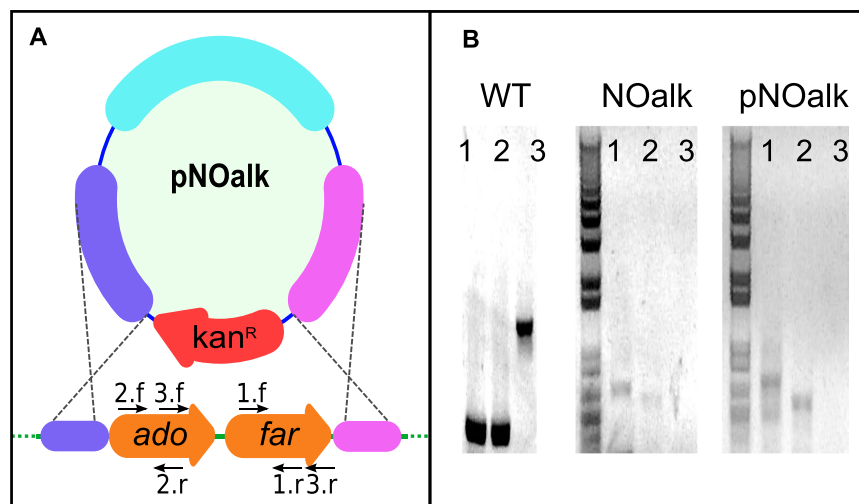 A
pNOalk
kanᴿ
2.f 3.f 1.f
ado far
2.r 1.r 3.r
B
WT NOalk pNOalk
1 2 3 1 2 3 1 2 3